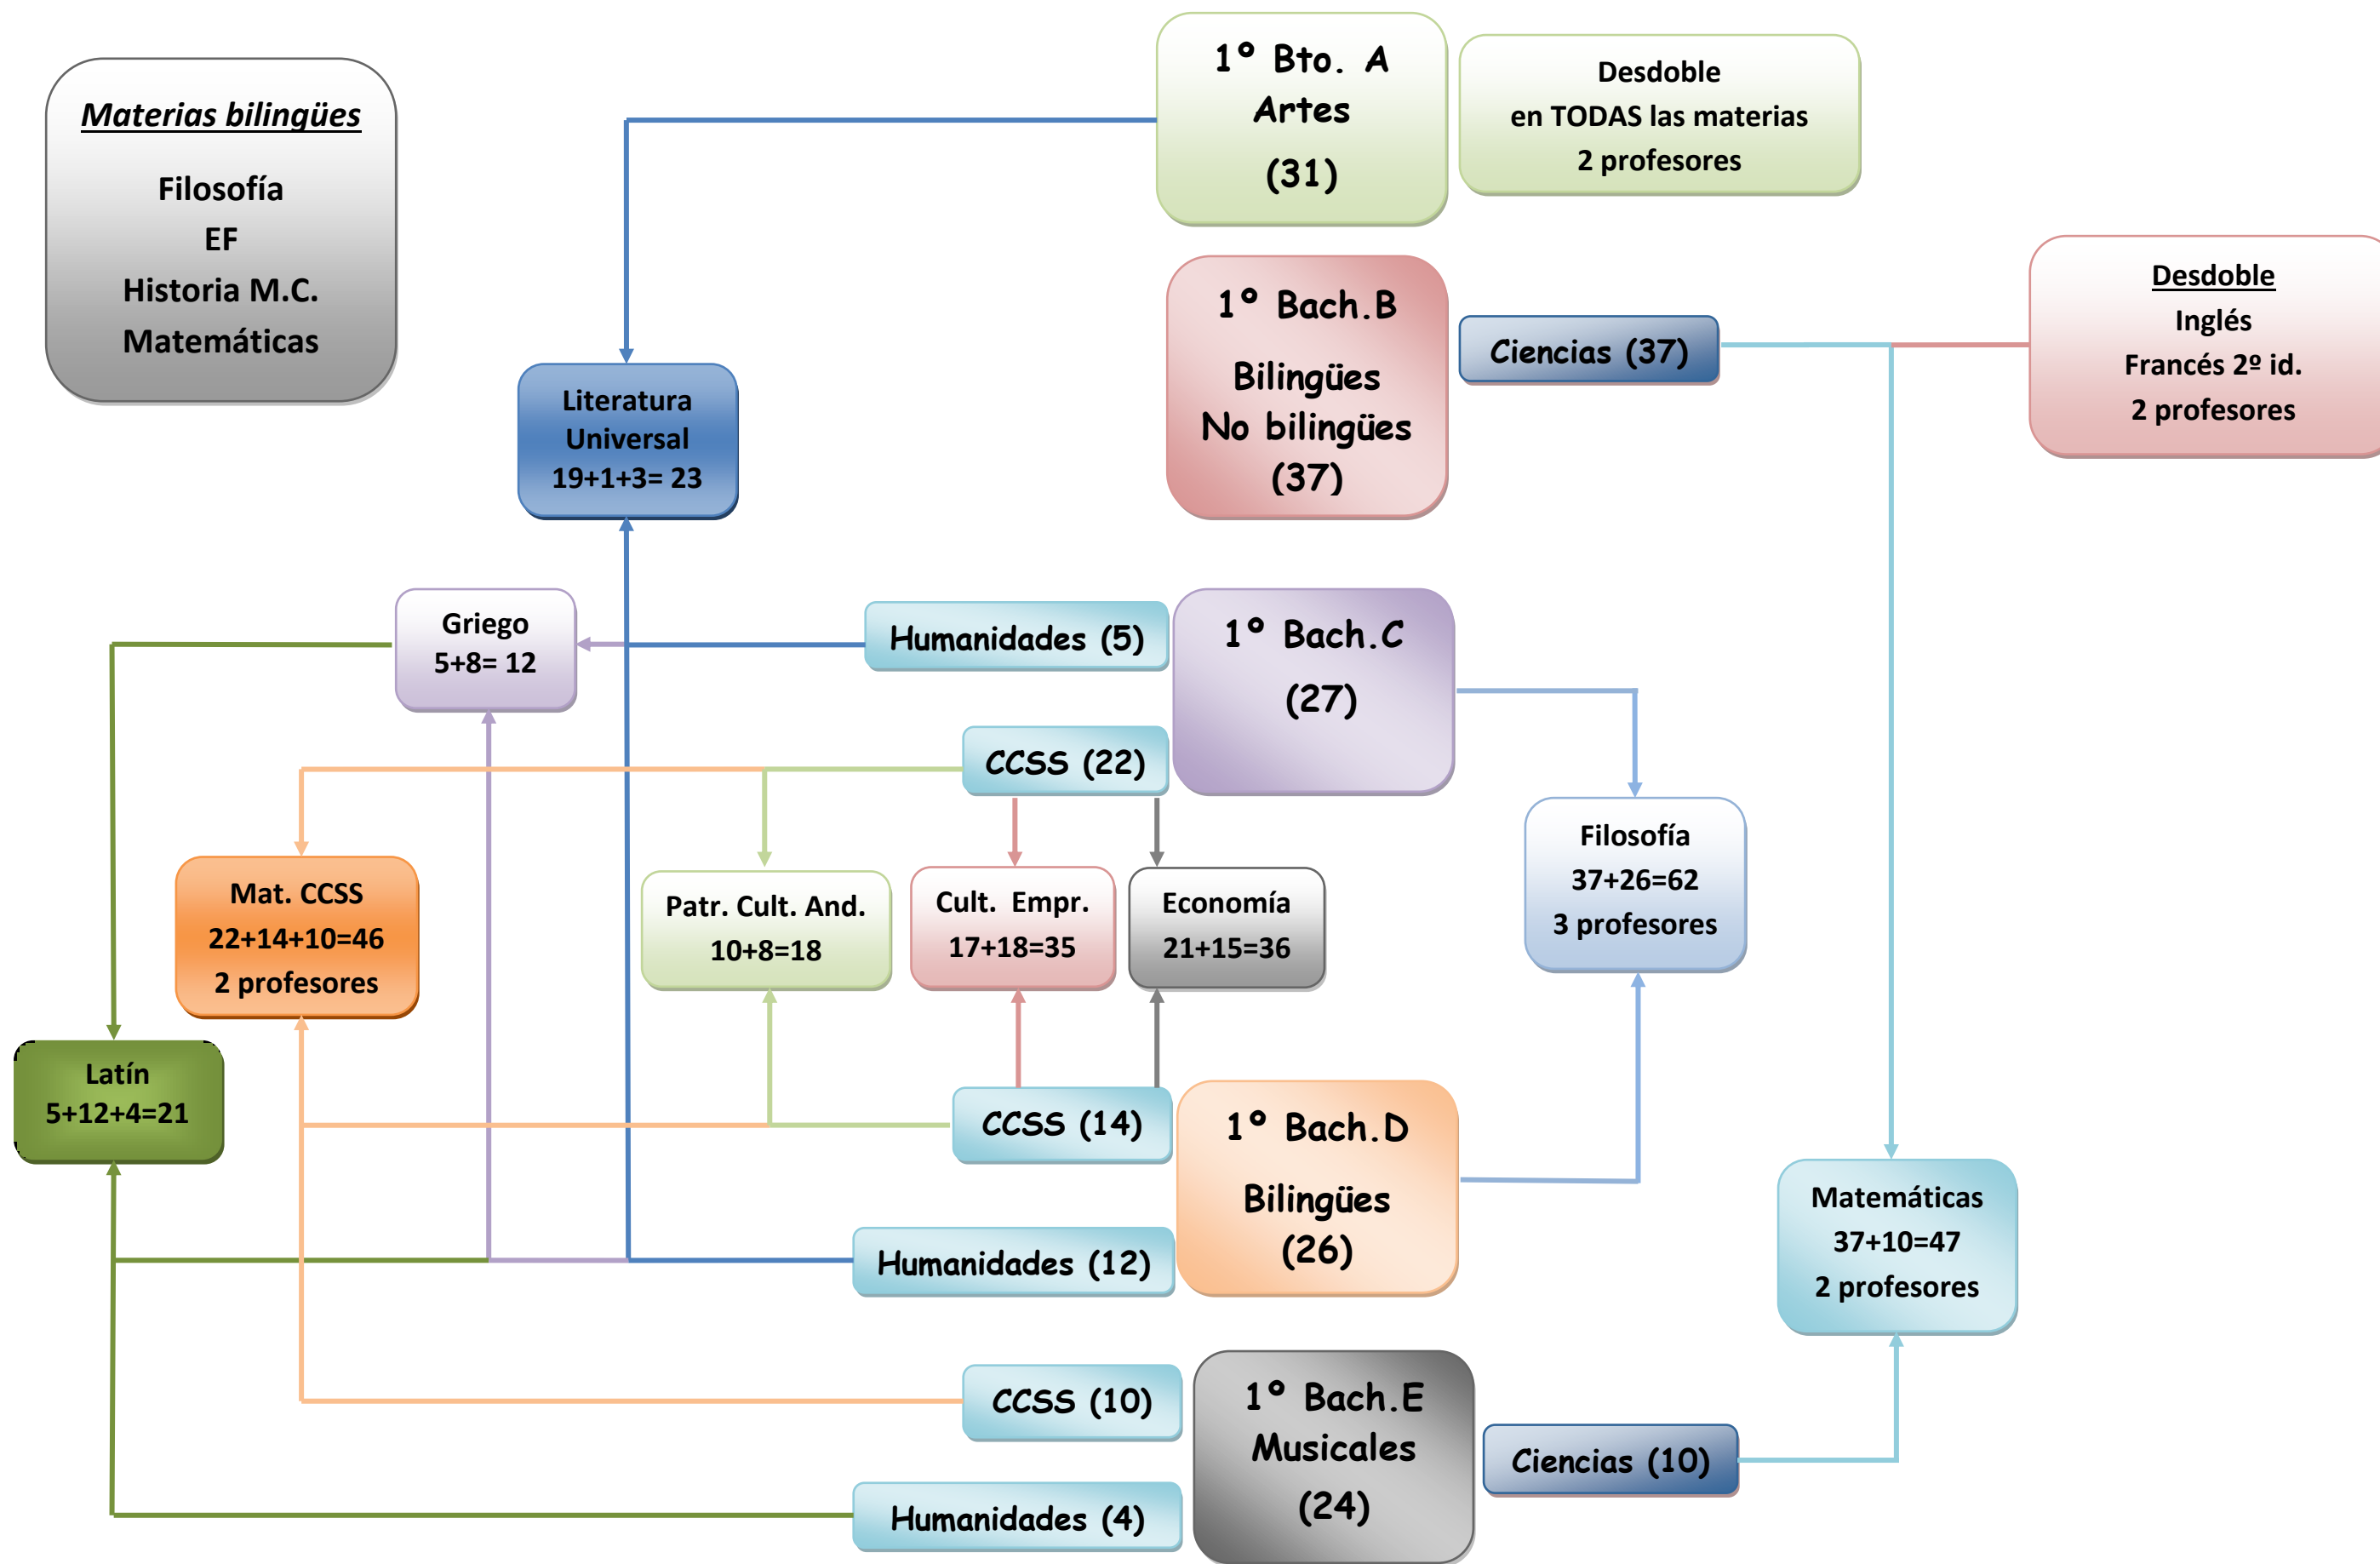 Materias bilingües
Filosofía
EF
Historia M.C.
Matemáticas
1º Bto. A
Artes
(31)
Desdoble
en TODAS las materias
2 profesores
1º Bach.B
Bilingües
No bilingües
(37)
Ciencias (37)
Desdoble
Inglés
Francés 2º id.
2 profesores
Literatura
Universal
19+1+3= 23
Griego
5+8= 12
Humanidades (5)
1º Bach.C
(27)
CCSS (22)
Mat. CCSS
22+14+10=46
2 profesores
Patr. Cult. And.
10+8=18
Cult. Empr.
17+18=35
Economía
21+15=36
Filosofía
37+26=62
3 profesores
Latín
5+12+4=21
CCSS (14)
1º Bach.D
Bilingües
(26)
Humanidades (12)
Matemáticas
37+10=47
2 profesores
CCSS (10)
1º Bach.E
Musicales
(24)
Ciencias (10)
Humanidades (4)